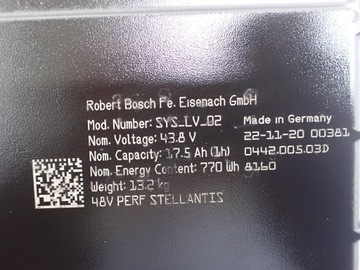 Robert Bosch Fe. Eisenach GmbH
Mod. Number: SYS_LV_02 Made in Germany
Nom. Voltage: 43.8 V 22-11-20 00381
Nom. Capacity: 17.5 Ah (1h) 0442.005.03D
Nom. Energy Content: 770 Wh 8160
Weight: 13.2 kg
48V PERF STELLANTIS